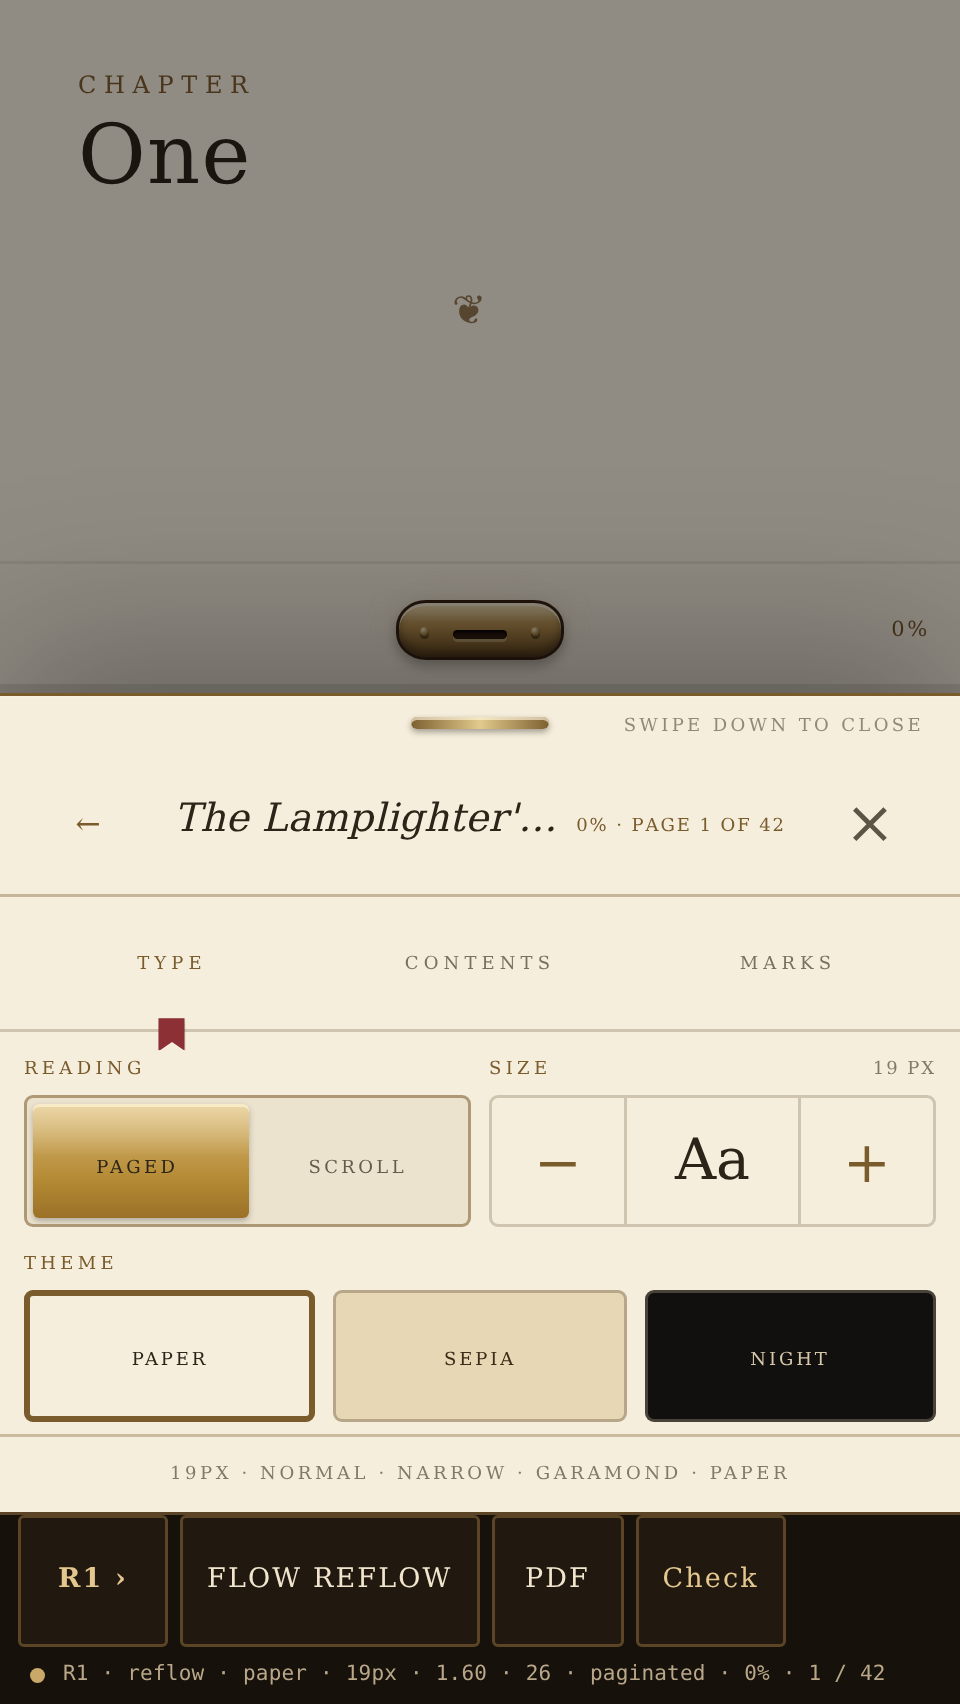 CHAPTER
One
❦
0%
SWIPE DOWN TO CLOSE
← The Lamplighter'... 0% · PAGE 1 OF 42 ×
TYPE CONTENTS MARKS
READING SIZE 19 PX
PAGED SCROLL − Aa +
THEME
PAPER SEPIA NIGHT
19PX · NORMAL · NARROW · GARAMOND · PAPER
R1 › FLOW REFLOW PDF Check
● R1 · reflow · paper · 19px · 1.60 · 26 · paginated · 0% · 1 / 42